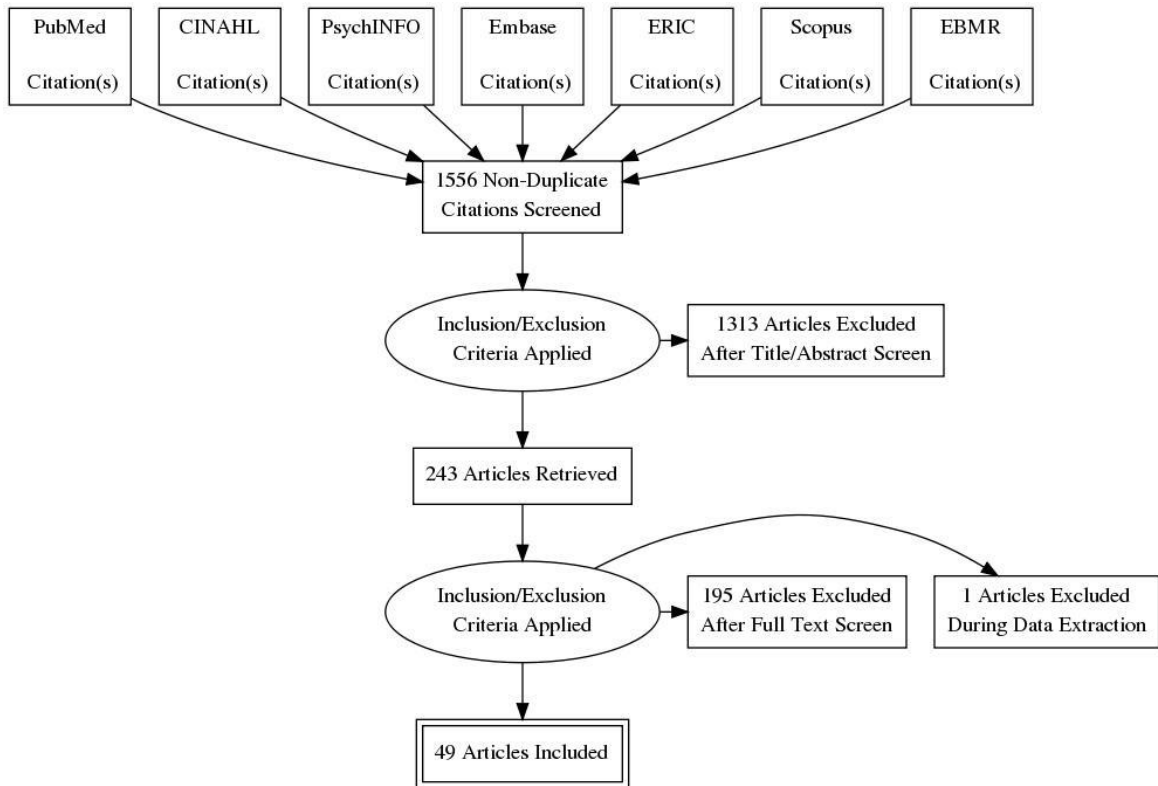 PubMed
Citation(s)
CINAHL
Citation(s)
PsychINFO
Citation(s)
Embase
Citation(s)
ERIC
Citation(s)
Scopus
Citation(s)
EBMR
Citation(s)
1556 Non-Duplicate
Citations Screened
Inclusion/Exclusion
Criteria Applied
1313 Articles Excluded
After Title/Abstract Screen
243 Articles Retrieved
Inclusion/Exclusion
Criteria Applied
195 Articles Excluded
After Full Text Screen
1 Articles Excluded
During Data Extraction
49 Articles Included